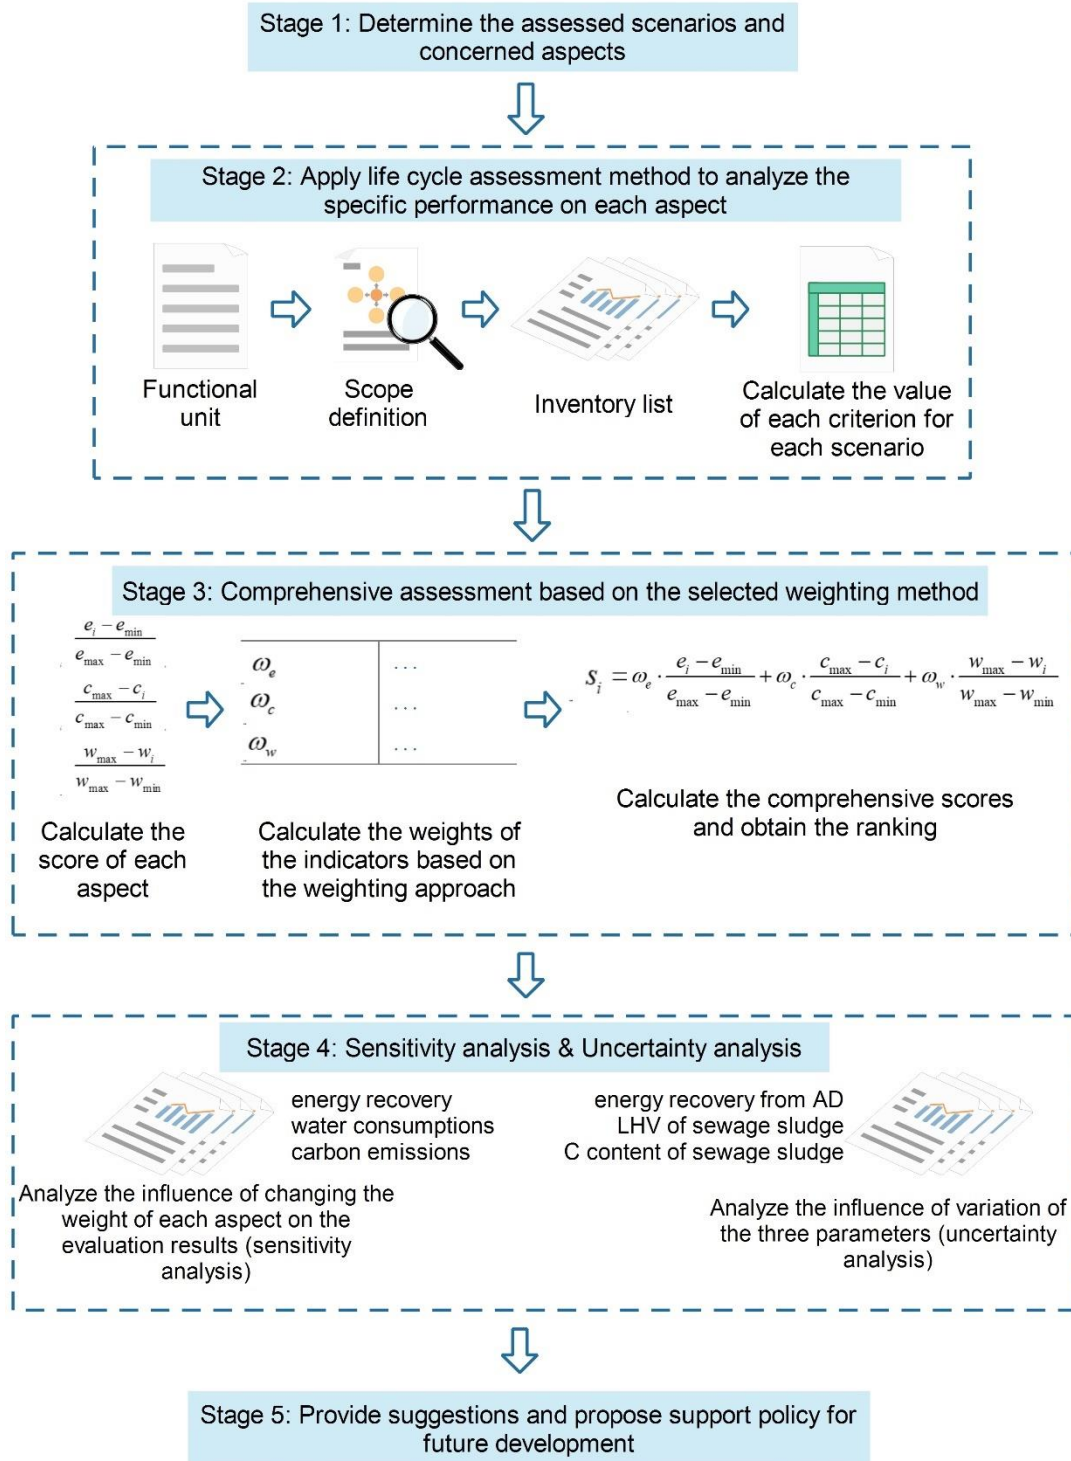 Stage 1: Determine the assessed scenarios and
concerned aspects
Stage 2: Apply life cycle assessment method to analyze the
specific performance on each aspect
Functional
unit
Scope
definition
Inventory list
Calculate the value
of each criterion for
each scenario
Stage 3: Comprehensive assessment based on the selected weighting method
e_i − e_min
e_max − e_min
c_max − c_i
c_max − c_min
w_max − w_i
w_max − w_min
Calculate the
score of each
aspect
ω_e ...
ω_c ...
ω_w ...
Calculate the weights of
the indicators based on
the weighting approach
s_i = ω_e · (e_i − e_min)/(e_max − e_min) + ω_c · (c_max − c_i)/(c_max − c_min) + ω_w · (w_max − w_i)/(w_max − w_min)
Calculate the comprehensive scores
and obtain the ranking
Stage 4: Sensitivity analysis & Uncertainty analysis
energy recovery
water consumptions
carbon emissions
Analyze the influence of changing the
weight of each aspect on the
evaluation results (sensitivity
analysis)
energy recovery from AD
LHV of sewage sludge
C content of sewage sludge
Analyze the influence of variation of
the three parameters (uncertainty
analysis)
Stage 5: Provide suggestions and propose support policy for
future development